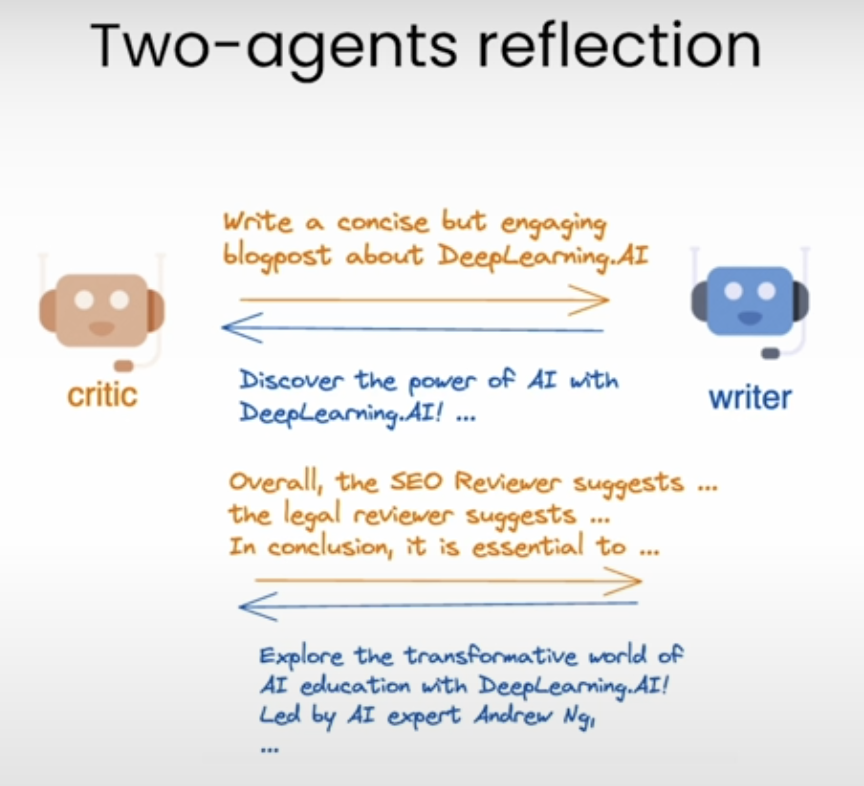 Two-agents reflection
Write a concise but engaging
blogpost about DeepLearning.AI
critic
writer
Discover the power of AI with
DeepLearning.AI! ...
Overall, the SEO Reviewer suggests ...
the legal reviewer suggests ...
In conclusion, it is essential to ...
Explore the transformative world of
AI education with DeepLearning.AI!
Led by AI expert Andrew Ng,
...